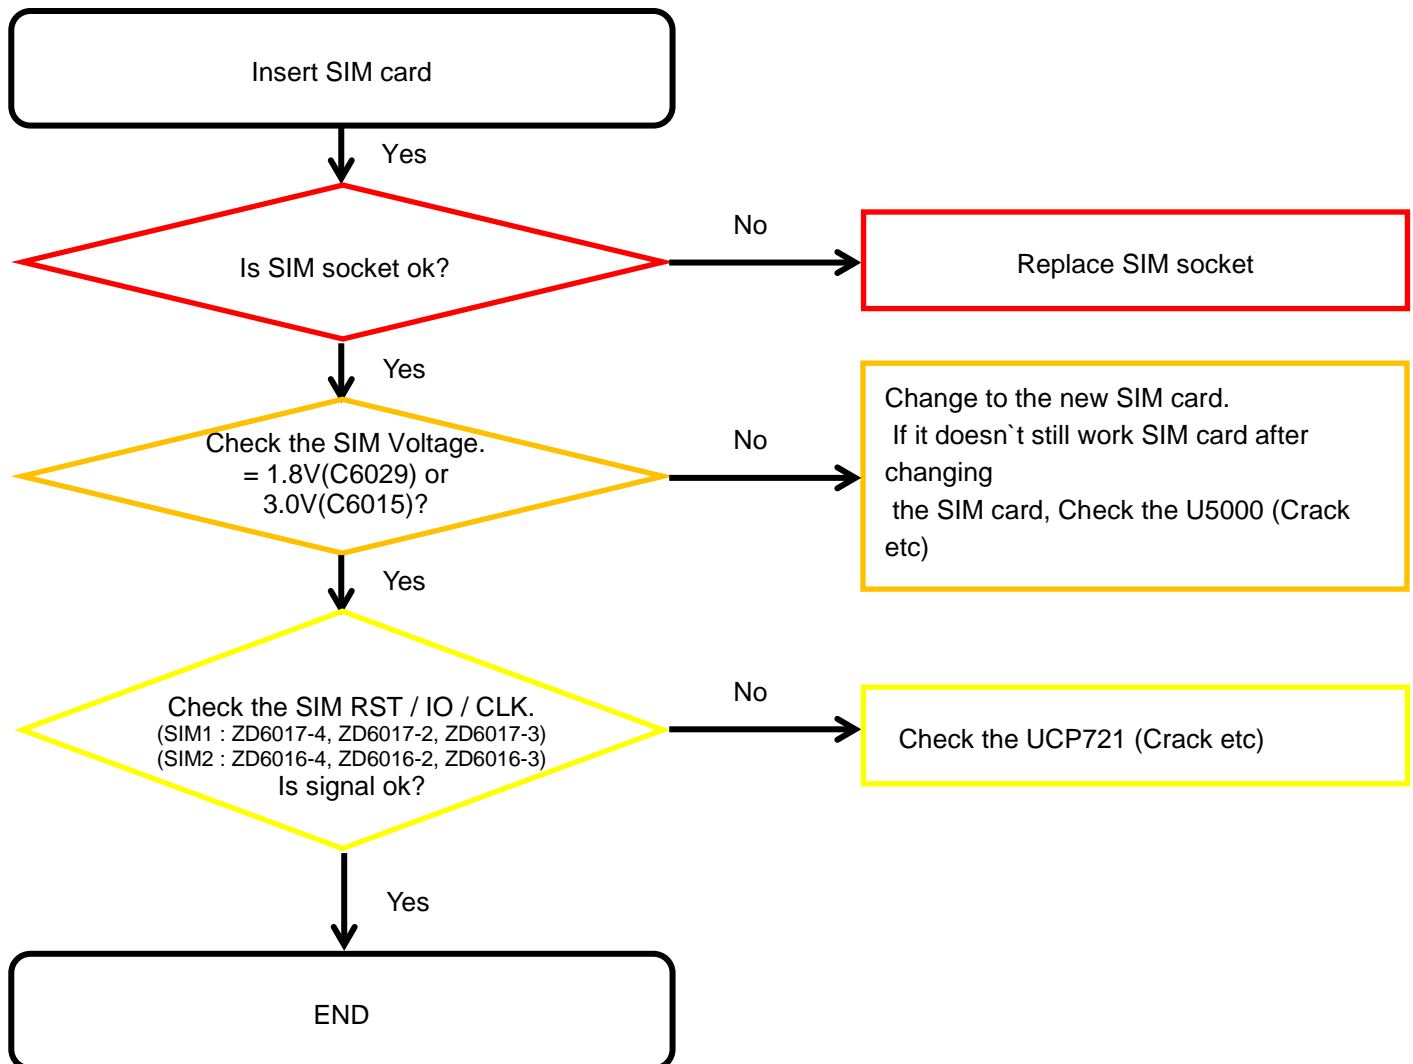 Insert SIM card
Yes
Is SIM socket ok?
No
Replace SIM socket
Yes
Check the SIM Voltage.
= 1.8V(C6029) or
3.0V(C6015)?
No
Change to the new SIM card.
If it doesn`t still work SIM card after
changing
the SIM card, Check the U5000 (Crack
etc)
Yes
Check the SIM RST / IO / CLK.
(SIM1 : ZD6017-4, ZD6017-2, ZD6017-3)
(SIM2 : ZD6016-4, ZD6016-2, ZD6016-3)
Is signal ok?
No
Check the UCP721 (Crack etc)
Yes
END